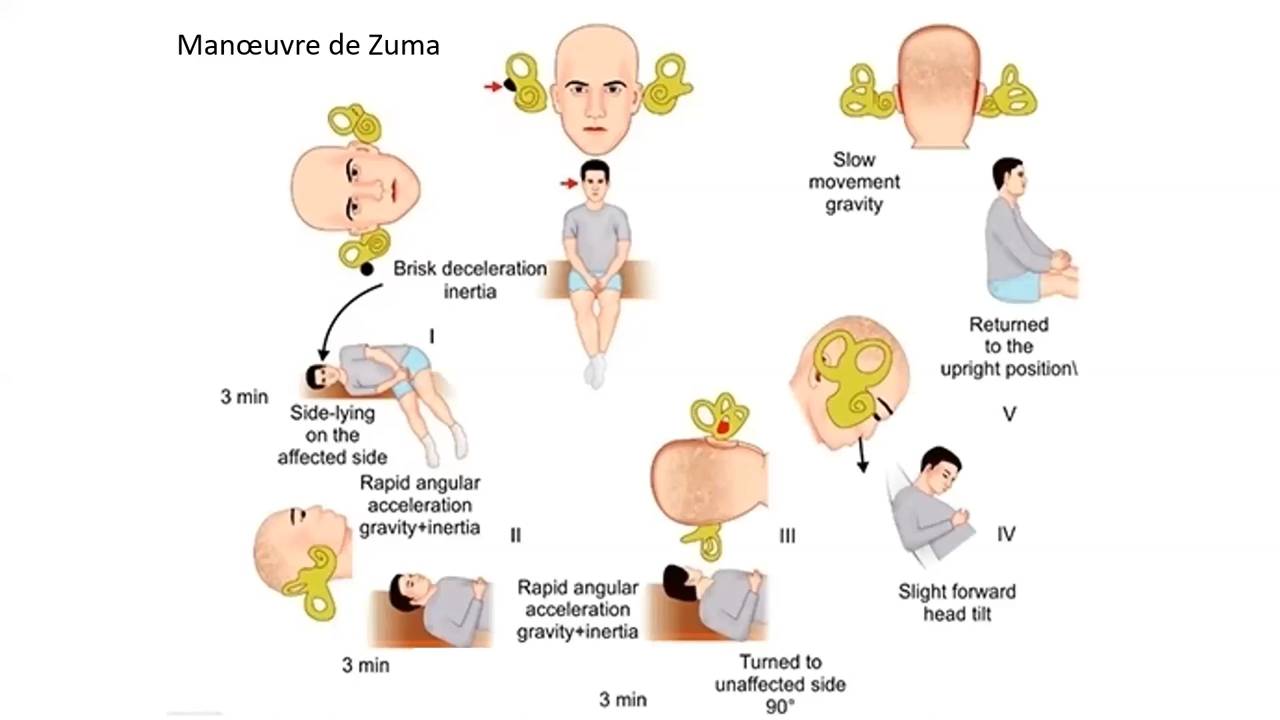 Manœuvre de Zuma
Slow
movement
gravity
Brisk deceleration
inertia
I
3 min
Side-lying
on the
affected side
Rapid angular
acceleration
gravity+inertia
II
3 min
Rapid angular
acceleration
gravity+inertia
III
3 min
Turned to
unaffected side
90°
IV
Slight forward
head tilt
Returned
to the
upright position\
V